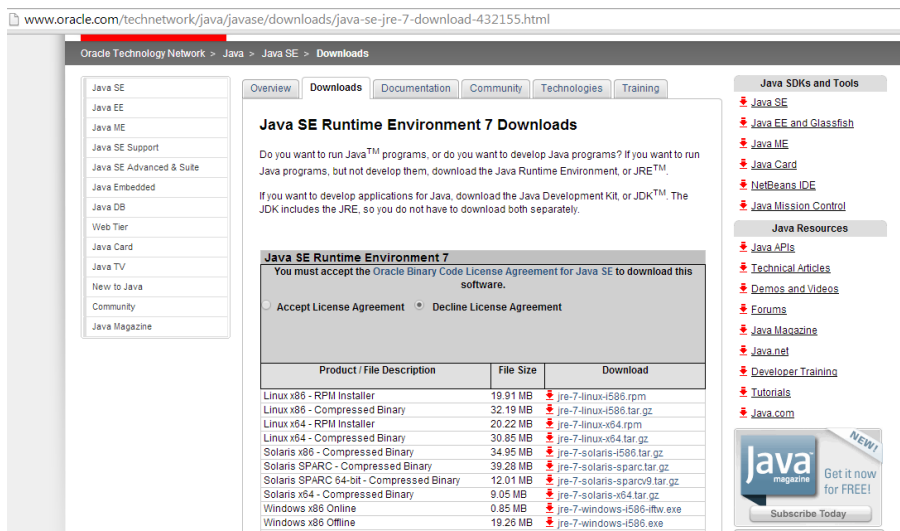 www.oracle.com/technetwork/java/javase/downloads/java-se-jre-7-download-432155.html
Oracle Technology Network > Java > Java SE > Downloads
Java SE
Java EE
Java ME
Java SE Support
Java SE Advanced & Suite
Java Embedded
Java DB
Web Tier
Java Card
Java TV
New to Java
Community
Java Magazine
Overview Downloads Documentation Community Technologies Training
Java SE Runtime Environment 7 Downloads
Do you want to run Java™ programs, or do you want to develop Java programs? If you want to run
Java programs, but not develop them, download the Java Runtime Environment, or JRE™.
If you want to develop applications for Java, download the Java Development Kit, or JDK™. The
JDK includes the JRE, so you do not have to download both separately.
Java SE Runtime Environment 7
You must accept the Oracle Binary Code License Agreement for Java SE to download this
software.
Accept License Agreement Decline License Agreement
Product / File Description File Size Download
Linux x86 - RPM Installer 19.91 MB jre-7-linux-i586.rpm
Linux x86 - Compressed Binary 32.19 MB jre-7-linux-i586.tar.gz
Linux x64 - RPM Installer 20.22 MB jre-7-linux-x64.rpm
Linux x64 - Compressed Binary 30.85 MB jre-7-linux-x64.tar.gz
Solaris x86 - Compressed Binary 34.95 MB jre-7-solaris-i586.tar.gz
Solaris SPARC - Compressed Binary 39.28 MB jre-7-solaris-sparc.tar.gz
Solaris SPARC 64-bit - Compressed Binary 12.01 MB jre-7-solaris-sparcv9.tar.gz
Solaris x64 - Compressed Binary 9.05 MB jre-7-solaris-x64.tar.gz
Windows x86 Online 0.85 MB jre-7-windows-i586-iftw.exe
Windows x86 Offline 19.26 MB jre-7-windows-i586.exe
Java SDKs and Tools
Java SE
Java EE and Glassfish
Java ME
Java Card
NetBeans IDE
Java Mission Control
Java Resources
Java APIs
Technical Articles
Demos and Videos
Forums
Java Magazine
Java.net
Developer Training
Tutorials
Java.com
NEW!
Java
magazine
Get it now
for FREE!
Subscribe Today